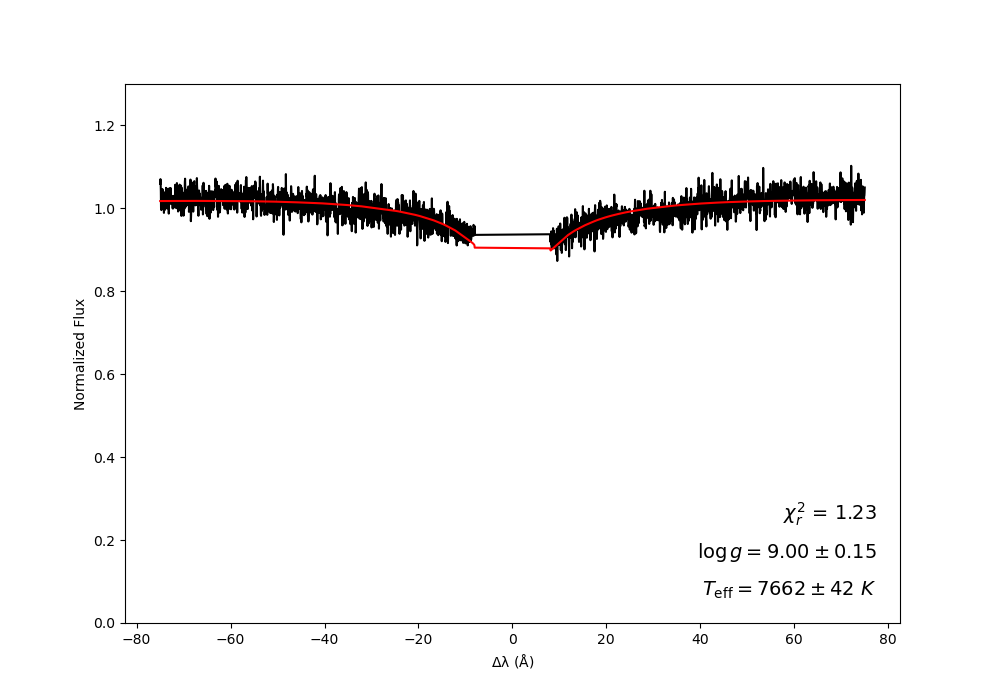 1.2
1.0
0.8
0.6
0.4
0.2
0.0
Normalized Flux
χ²ᵣ = 1.23
log g = 9.00 ± 0.15
T_eff = 7662 ± 42 K
−80 −60 −40 −20 0 20 40 60 80
Δλ (Å)